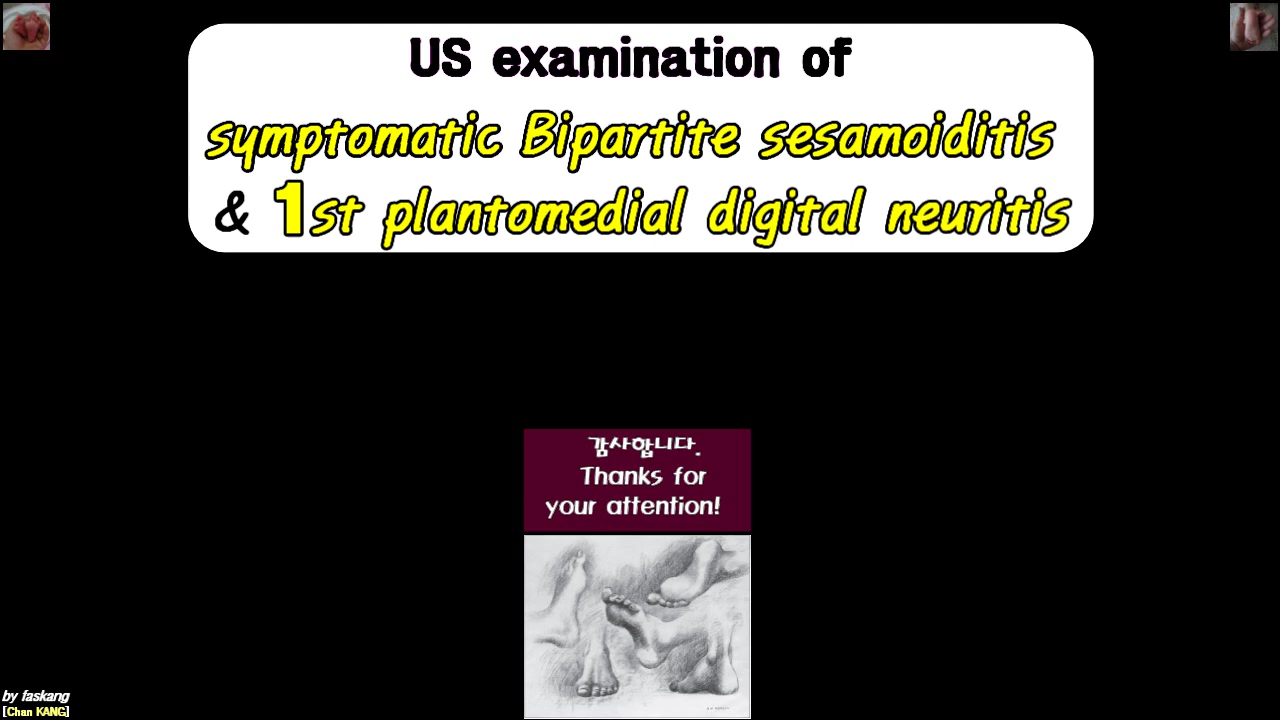 US examination of
symptomatic Bipartite sesamoiditis
& 1st plantomedial digital neuritis
감사합니다.
Thanks for
your attention!
by faskang
[Chan KANG]